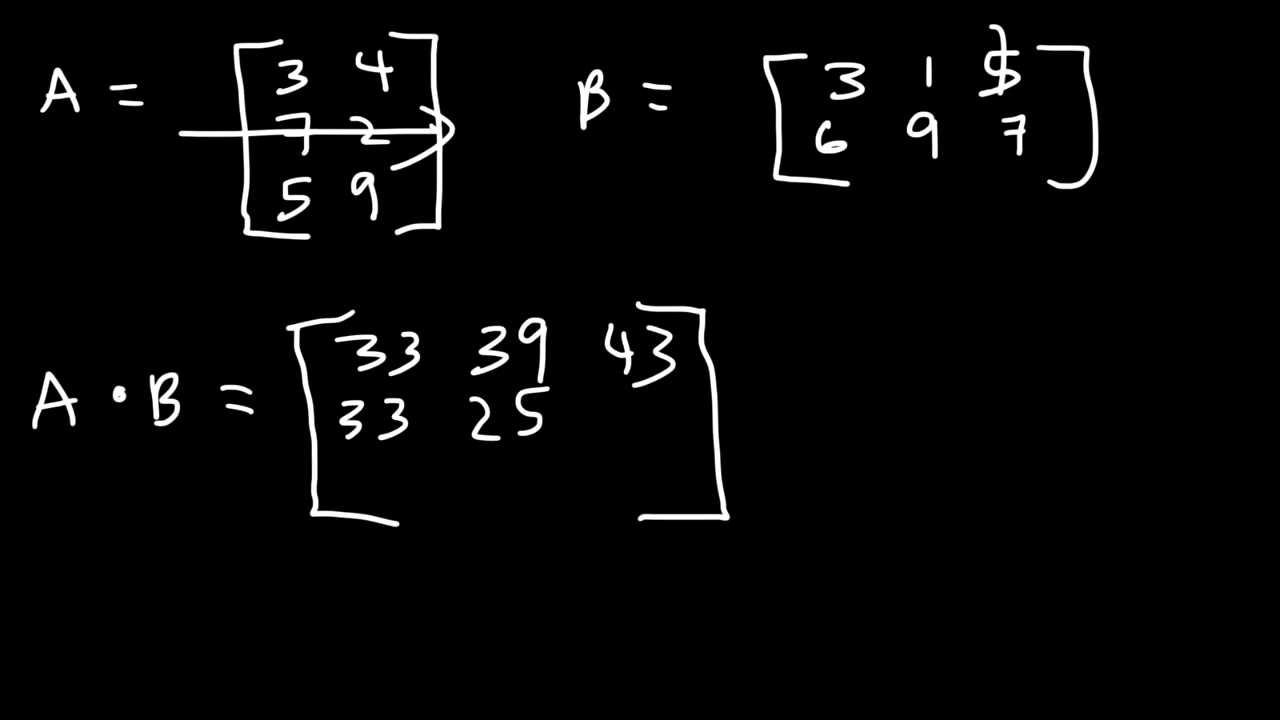 A = [3 4
7 2
5 9]
B = [3 1 5
6 9 7]
A · B = [33 39 43
33 25]